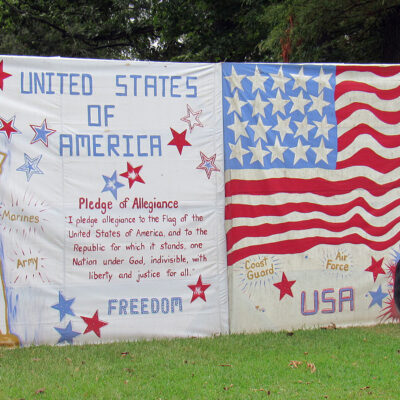 UNITED STATES
OF
AMERICA
Pledge of Allegiance
I pledge allegiance to the Flag of the
United States of America, and to the
Republic for which it stands, one
Nation under God, indivisible, with
liberty and justice for all.
Marines
Army
FREEDOM
Coast
Guard
Air
Force
USA